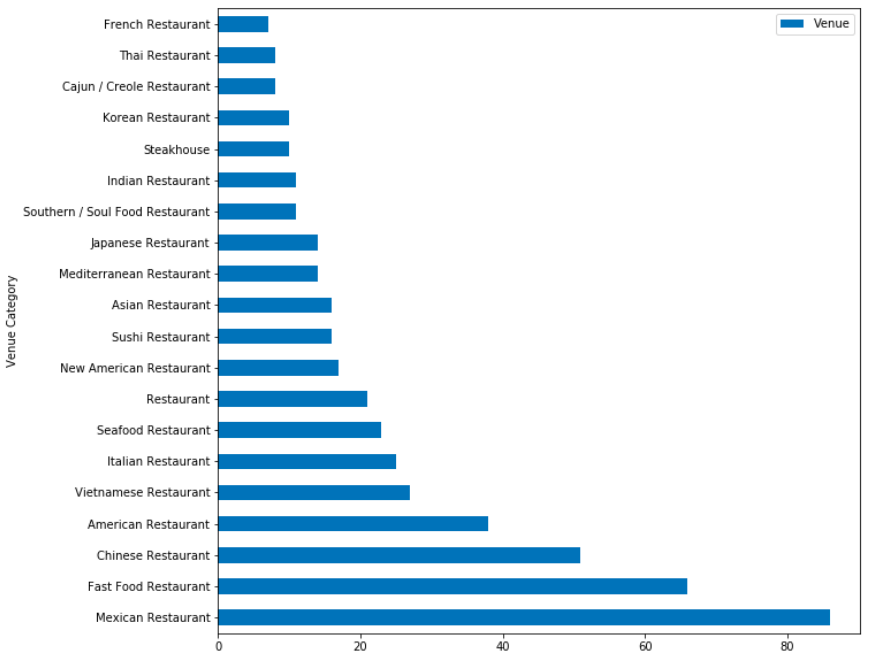 French Restaurant
Venue
Thai Restaurant
Cajun / Creole Restaurant
Korean Restaurant
Steakhouse
Indian Restaurant
Southern / Soul Food Restaurant
Japanese Restaurant
Mediterranean Restaurant
Asian Restaurant
Sushi Restaurant
New American Restaurant
Restaurant
Seafood Restaurant
Italian Restaurant
Vietnamese Restaurant
American Restaurant
Chinese Restaurant
Fast Food Restaurant
Mexican Restaurant
Venue Category
0 20 40 60 80